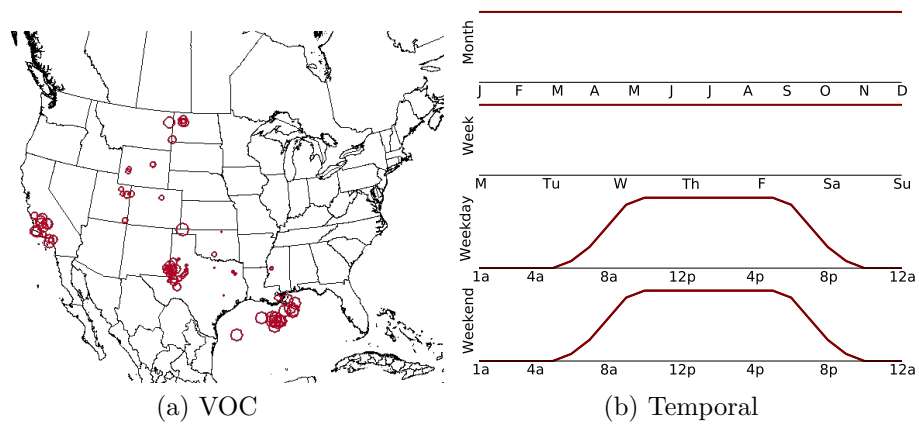 Month
J F M A M J J A S O N D
Week
M Tu W Th F Sa Su
Weekday
1a 4a 8a 12p 4p 8p 12a
Weekend
1a 4a 8a 12p 4p 8p 12a
(a) VOC
(b) Temporal